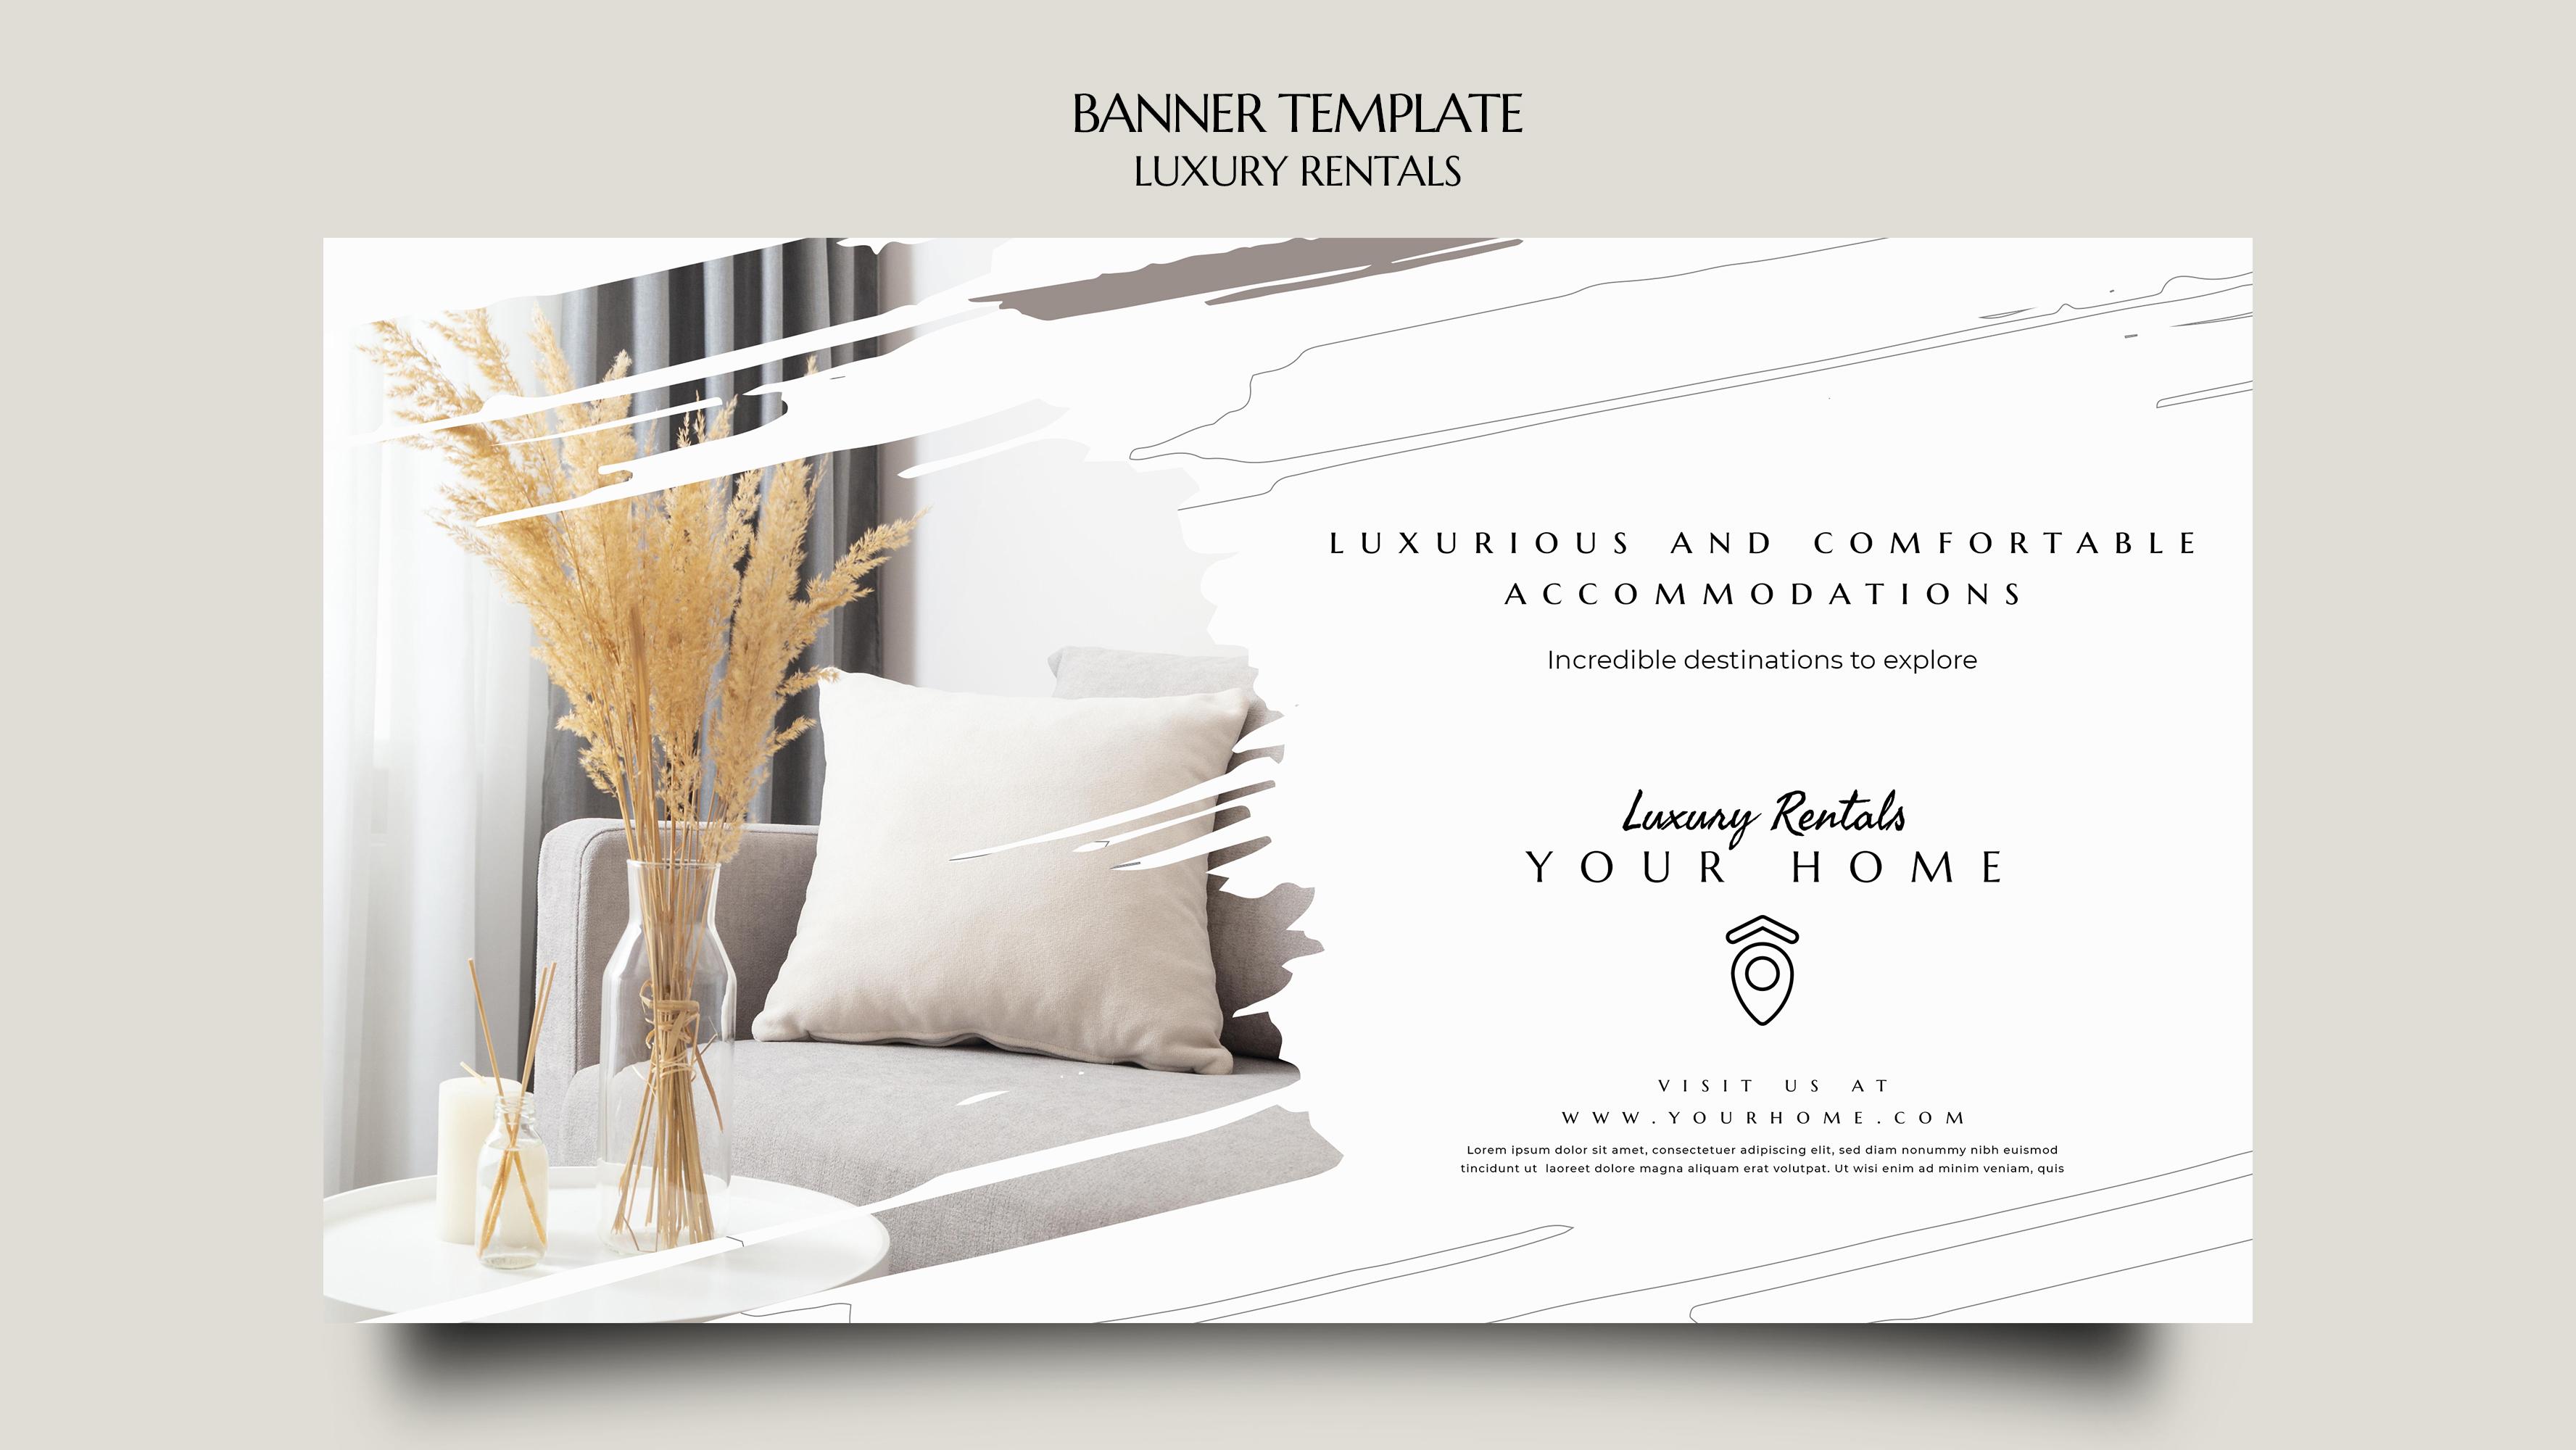 BANNER TEMPLATE
LUXURY RENTALS
LUXURIOUS AND COMFORTABLE
ACCOMMODATIONS
Incredible destinations to explore
Luxury Rentals
YOUR HOME
VISIT US AT
WWW.YOURHOME.COM
Lorem ipsum dolor sit amet, consectetuer adipiscing elit, sed diam nonummy nibh euismod
tincidunt ut laoreet dolore magna aliquam erat volutpat. Ut wisi enim ad minim veniam, quis